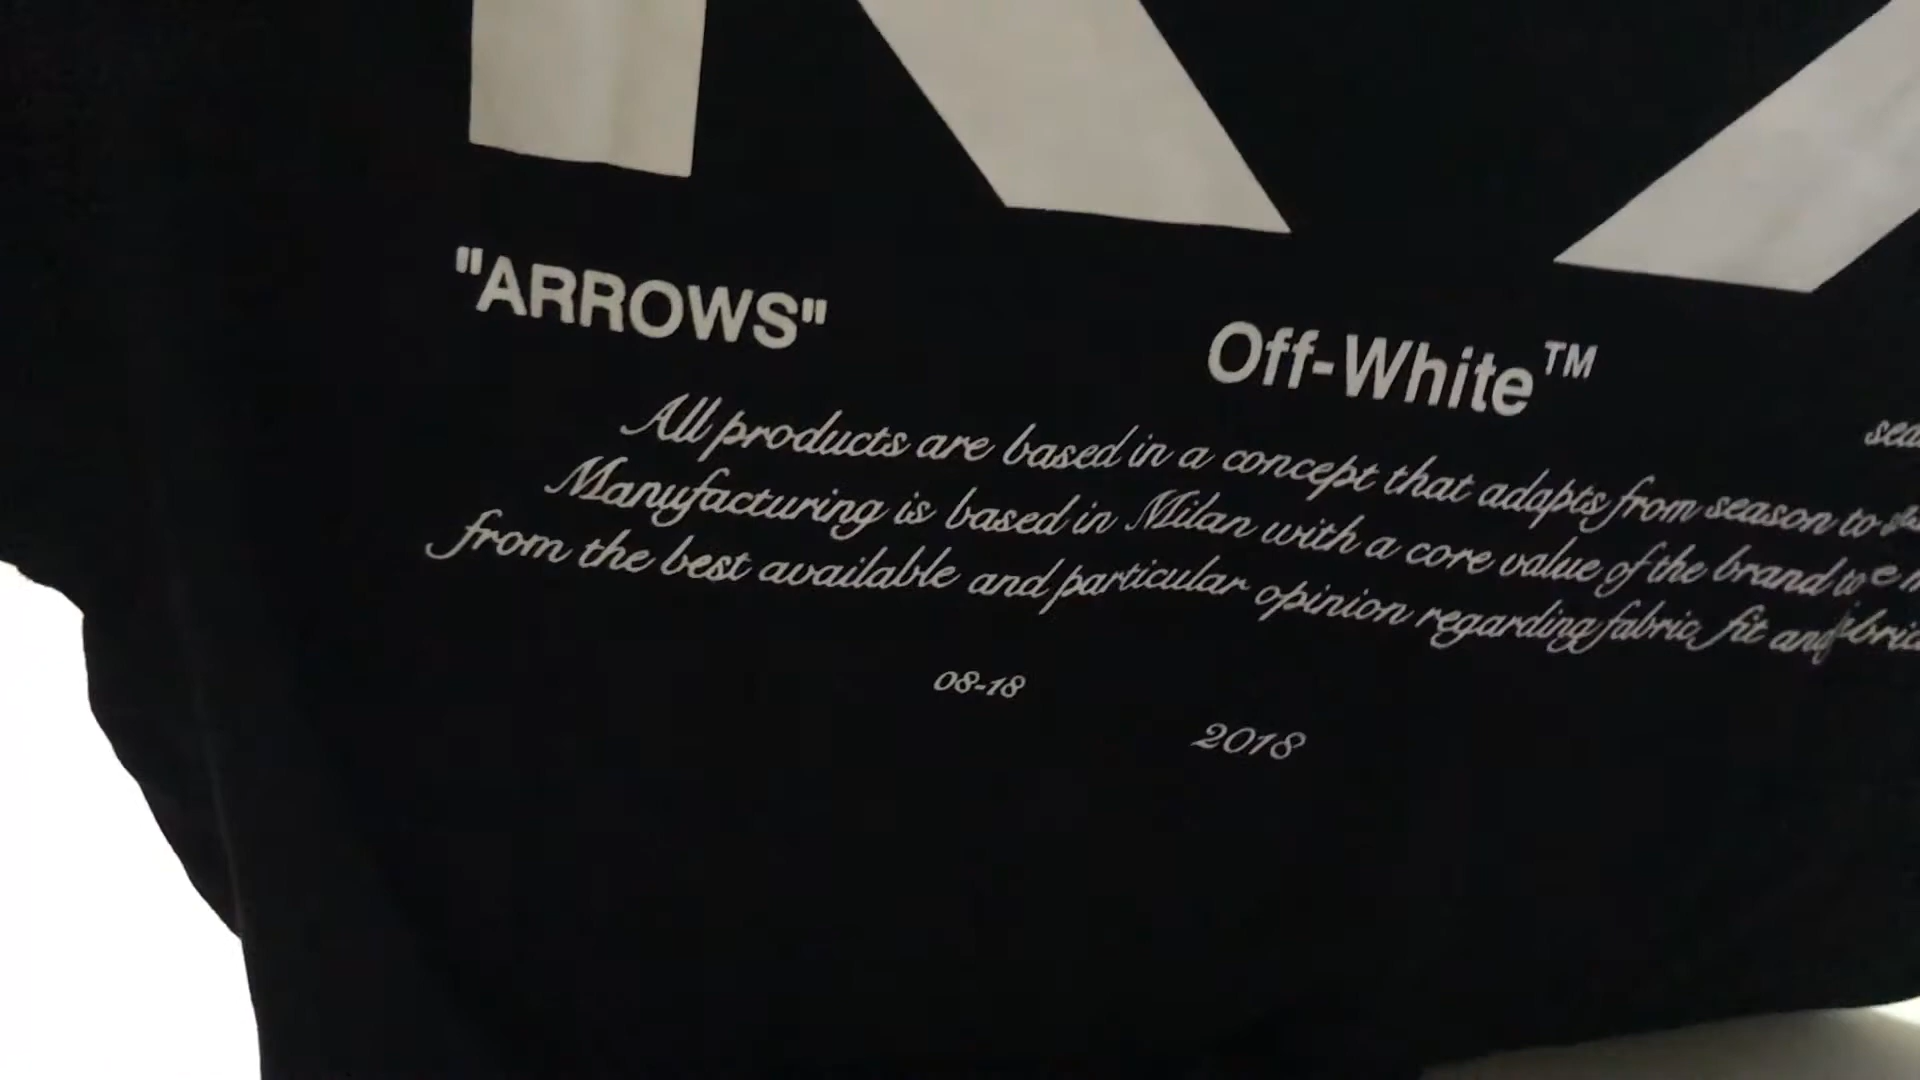 "ARROWS"
Off-White™
All products are based in a concept that adapts from season to
Manufacturing is based in Milan with a core value of the brand to
from the best available and particular opinion regarding fabric, fit and
08-18
2018